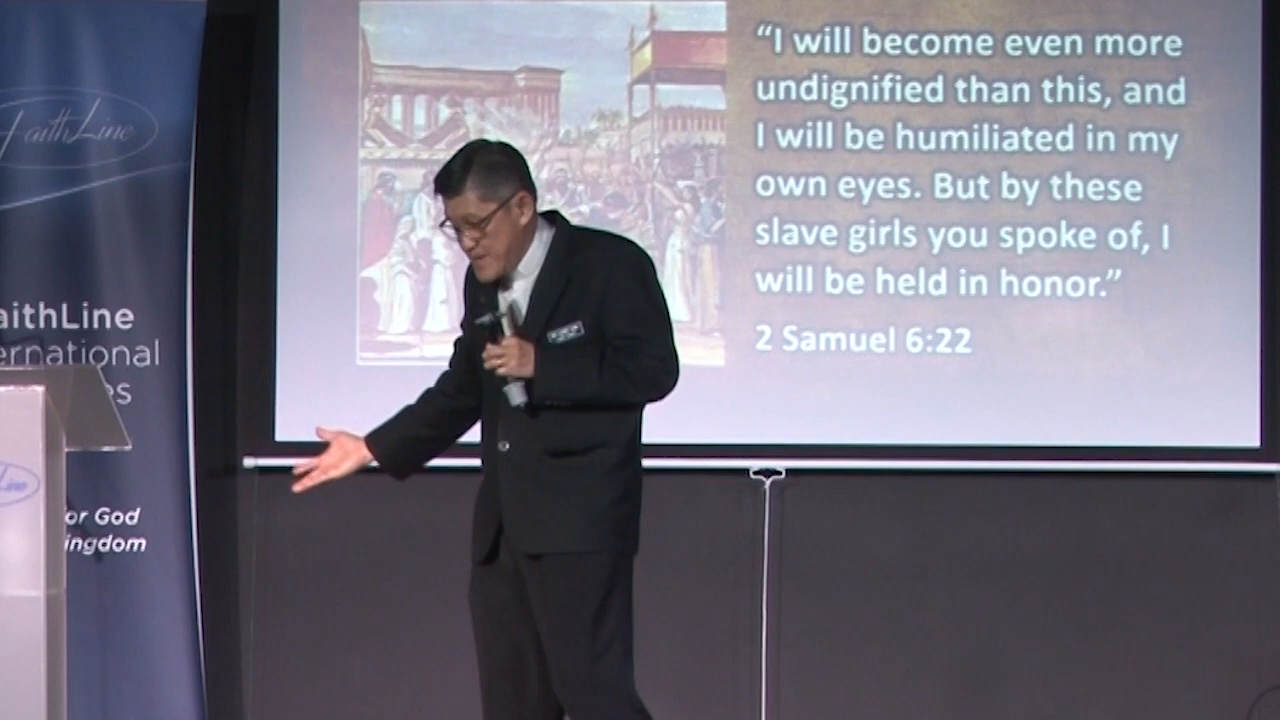 “I will become even more
undignified than this, and
I will be humiliated in my
own eyes. But by these
slave girls you spoke of, I
will be held in honor.”
2 Samuel 6:22
FaithLine
aithLine
ernational
es
or God
ingdom